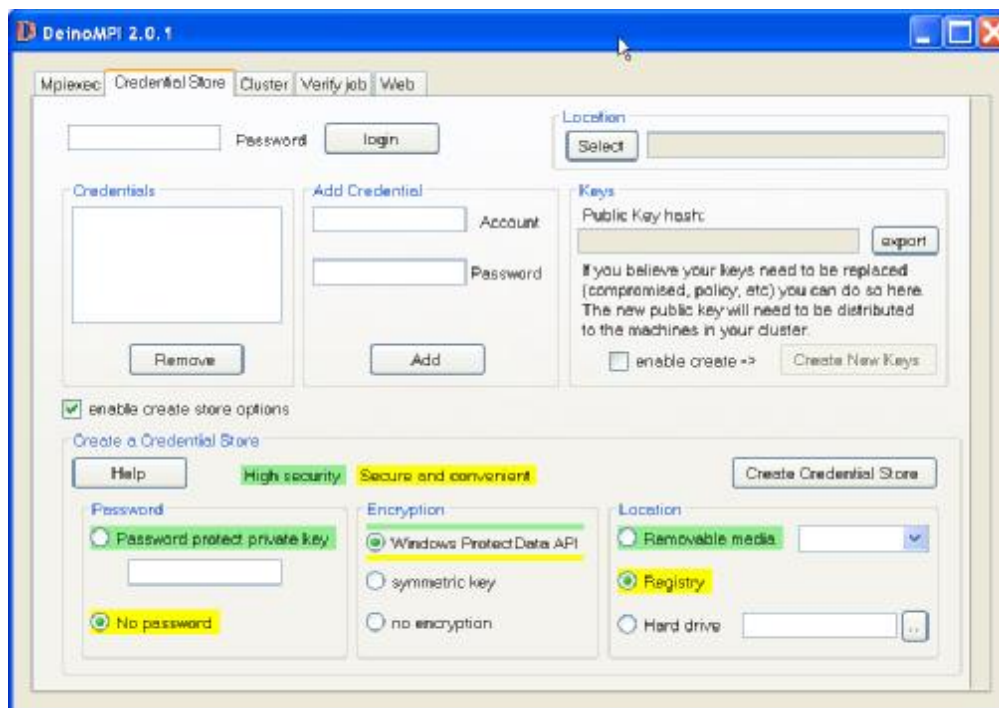 DeinoMPI 2.0.1
Mpiexec Credential Store Cluster Verify job Web
Password login
Location
Select
Credentials
Remove
Add Credential
Account
Password
Add
Keys
Public Key hash:
export
If you believe your keys need to be replaced
(compromised, policy, etc) you can do so here.
The new public key will need to be distributed
to the machines in your cluster.
enable create -> Create New Keys
enable create store options
Create a Credential Store
Help High security Secure and convenient Create Credential Store
Password
Password protect private key
No password
Encryption
Windows ProtectData API
symmetric key
no encryption
Location
Removable media
Registry
Hard drive ..